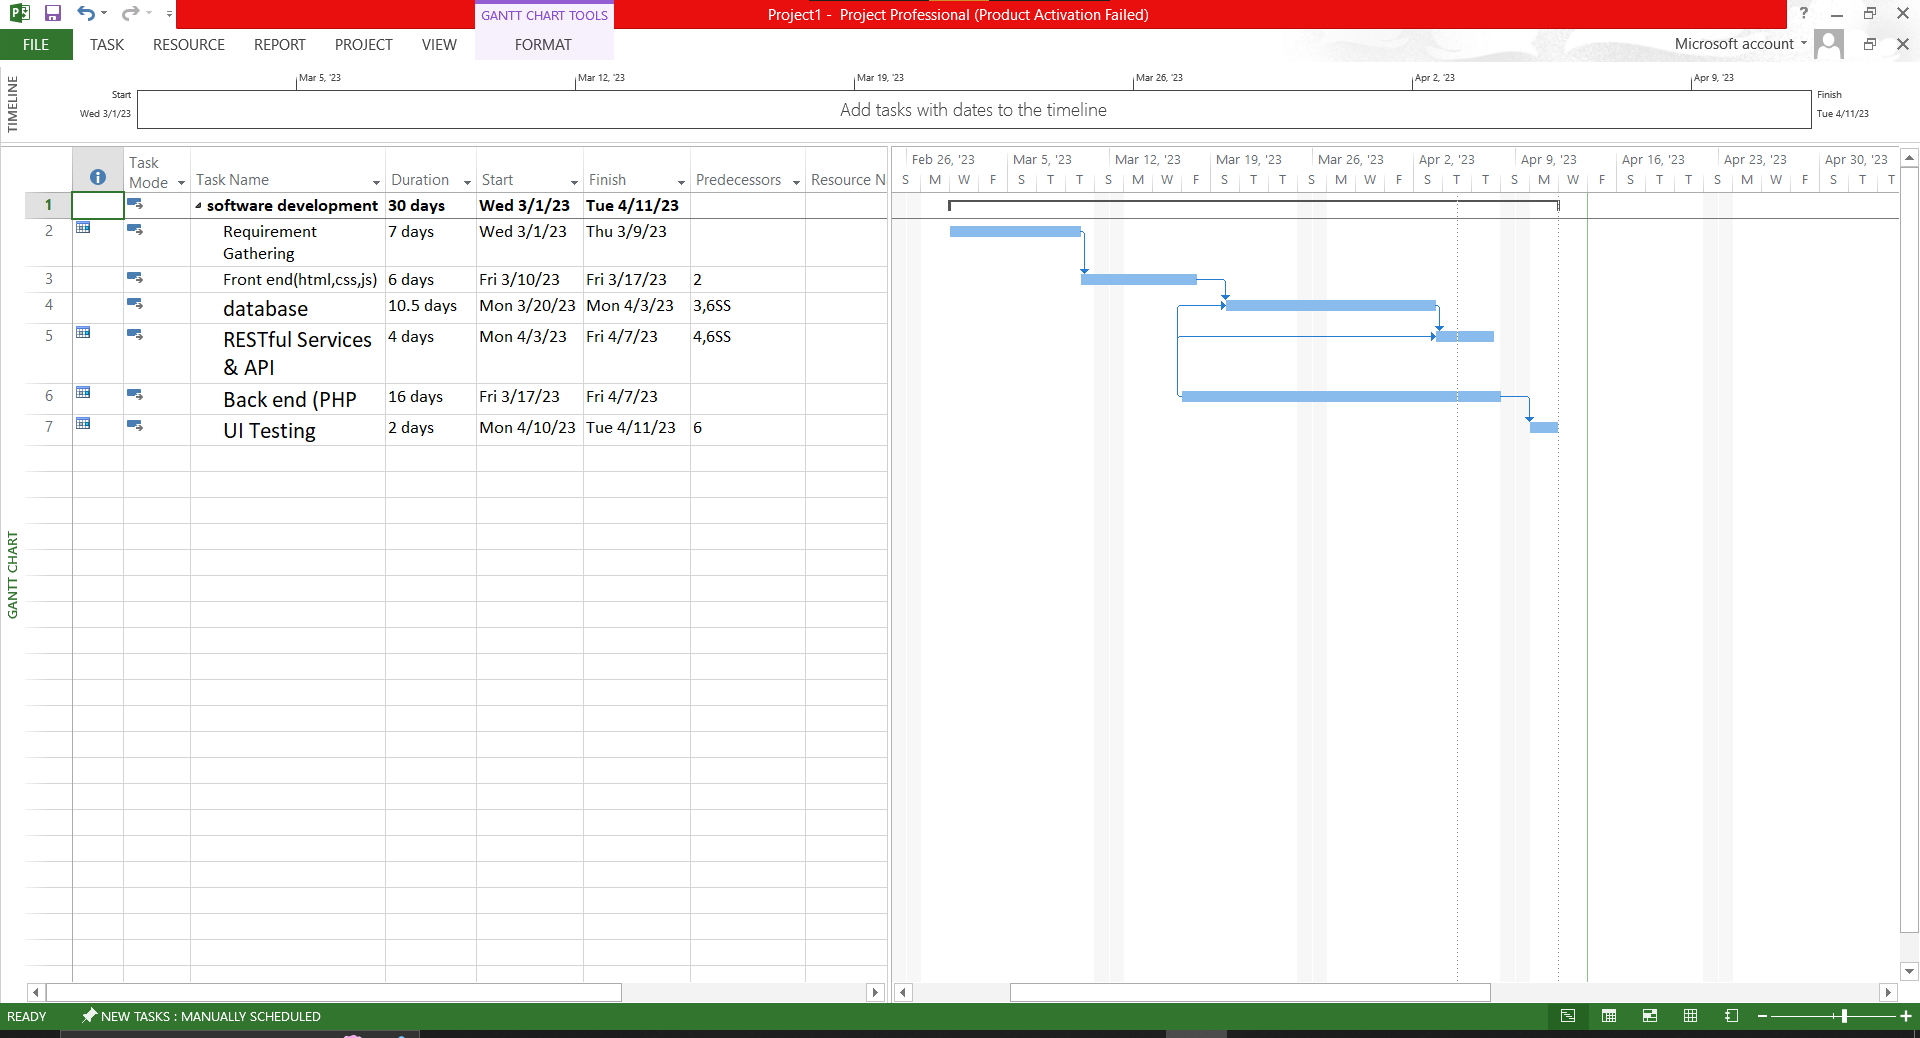 GANTT CHART TOOLS
Project1 - Project Professional (Product Activation Failed)
?
FILE TASK RESOURCE REPORT PROJECT VIEW FORMAT
Microsoft account
TIMELINE
Mar 5, '23 Mar 12, '23 Mar 19, '23 Mar 26, '23 Apr 2, '23 Apr 9, '23
Start
Wed 3/1/23
Add tasks with dates to the timeline
Finish
Tue 4/11/23
Task Mode Task Name Duration Start Finish Predecessors Resource N
Feb 26, '23 Mar 5, '23 Mar 12, '23 Mar 19, '23 Mar 26, '23 Apr 2, '23 Apr 9, '23 Apr 16, '23 Apr 23, '23 Apr 30, '23
S M W F S T T S M W F S T T S M W F S T T S M W F S T T S M W F S T T
1 software development 30 days Wed 3/1/23 Tue 4/11/23
2 Requirement Gathering 7 days Wed 3/1/23 Thu 3/9/23
3 Front end(html,css,js) 6 days Fri 3/10/23 Fri 3/17/23 2
4 database 10.5 days Mon 3/20/23 Mon 4/3/23 3,6SS
5 RESTful Services & API 4 days Mon 4/3/23 Fri 4/7/23 4,6SS
6 Back end (PHP 16 days Fri 3/17/23 Fri 4/7/23
7 UI Testing 2 days Mon 4/10/23 Tue 4/11/23 6
GANTT CHART
READY NEW TASKS : MANUALLY SCHEDULED